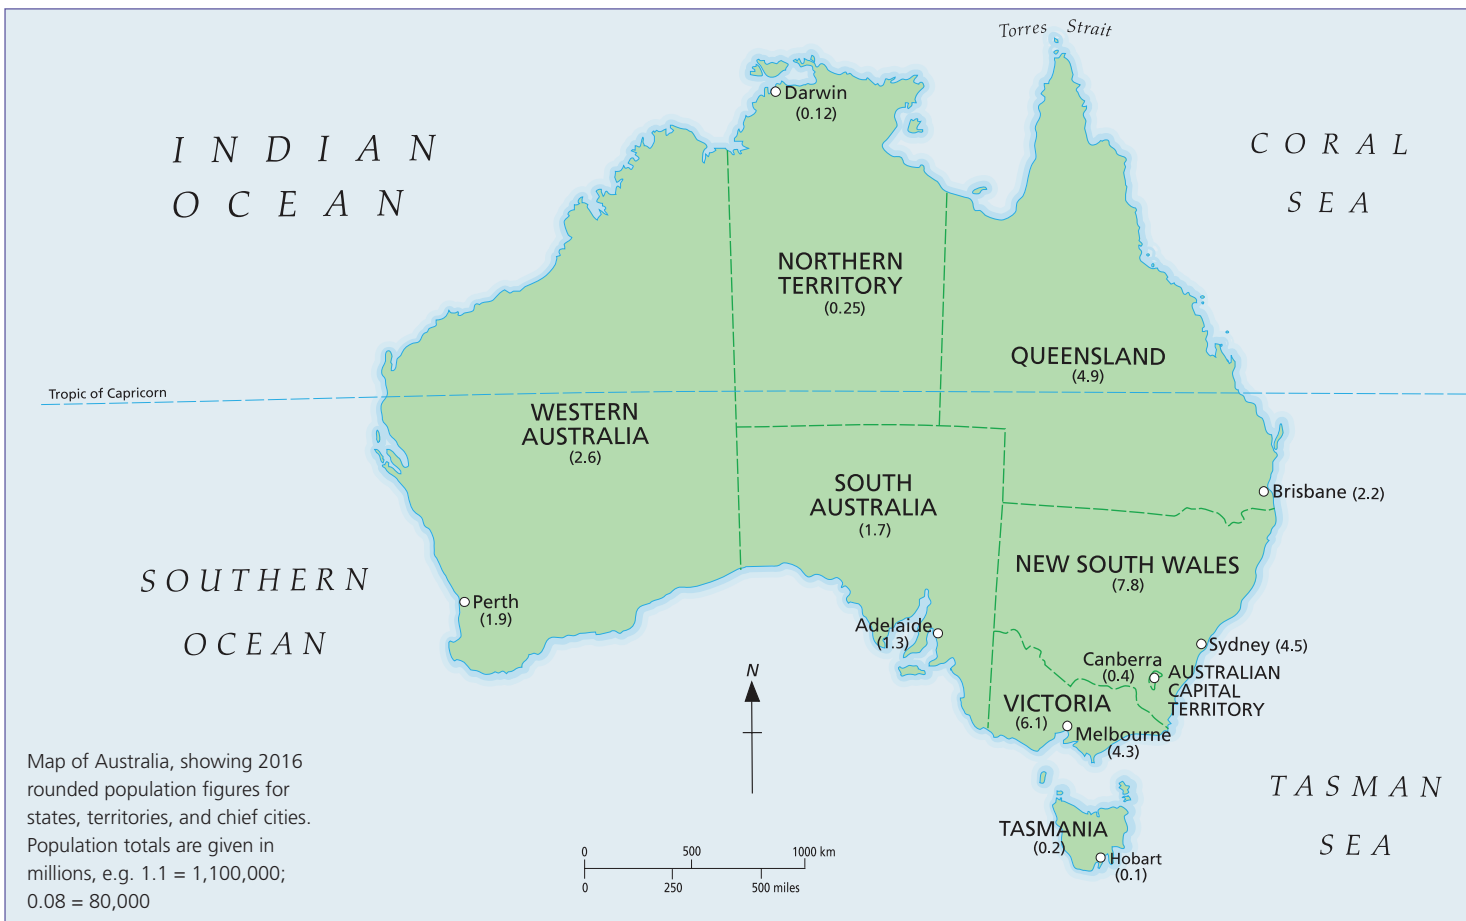 Torres Strait
Darwin
(0.12)
INDIAN
OCEAN
CORAL
SEA
NORTHERN
TERRITORY
(0.25)
QUEENSLAND
(4.9)
Tropic of Capricorn
WESTERN
AUSTRALIA
(2.6)
SOUTH
AUSTRALIA
(1.7)
Brisbane (2.2)
NEW SOUTH WALES
(7.8)
SOUTHERN
OCEAN
Perth
(1.9)
Adelaide
(1.3)
Sydney (4.5)
Canberra
(0.4)
AUSTRALIAN
CAPITAL
TERRITORY
N
VICTORIA
(6.1)
Melbourne
(4.3)
Map of Australia, showing 2016
rounded population figures for
states, territories, and chief cities.
Population totals are given in
millions, e.g. 1.1 = 1,100,000;
0.08 = 80,000
TASMAN
SEA
TASMANIA
(0.2)
Hobart
(0.1)
0 500 1000 km
0 250 500 miles